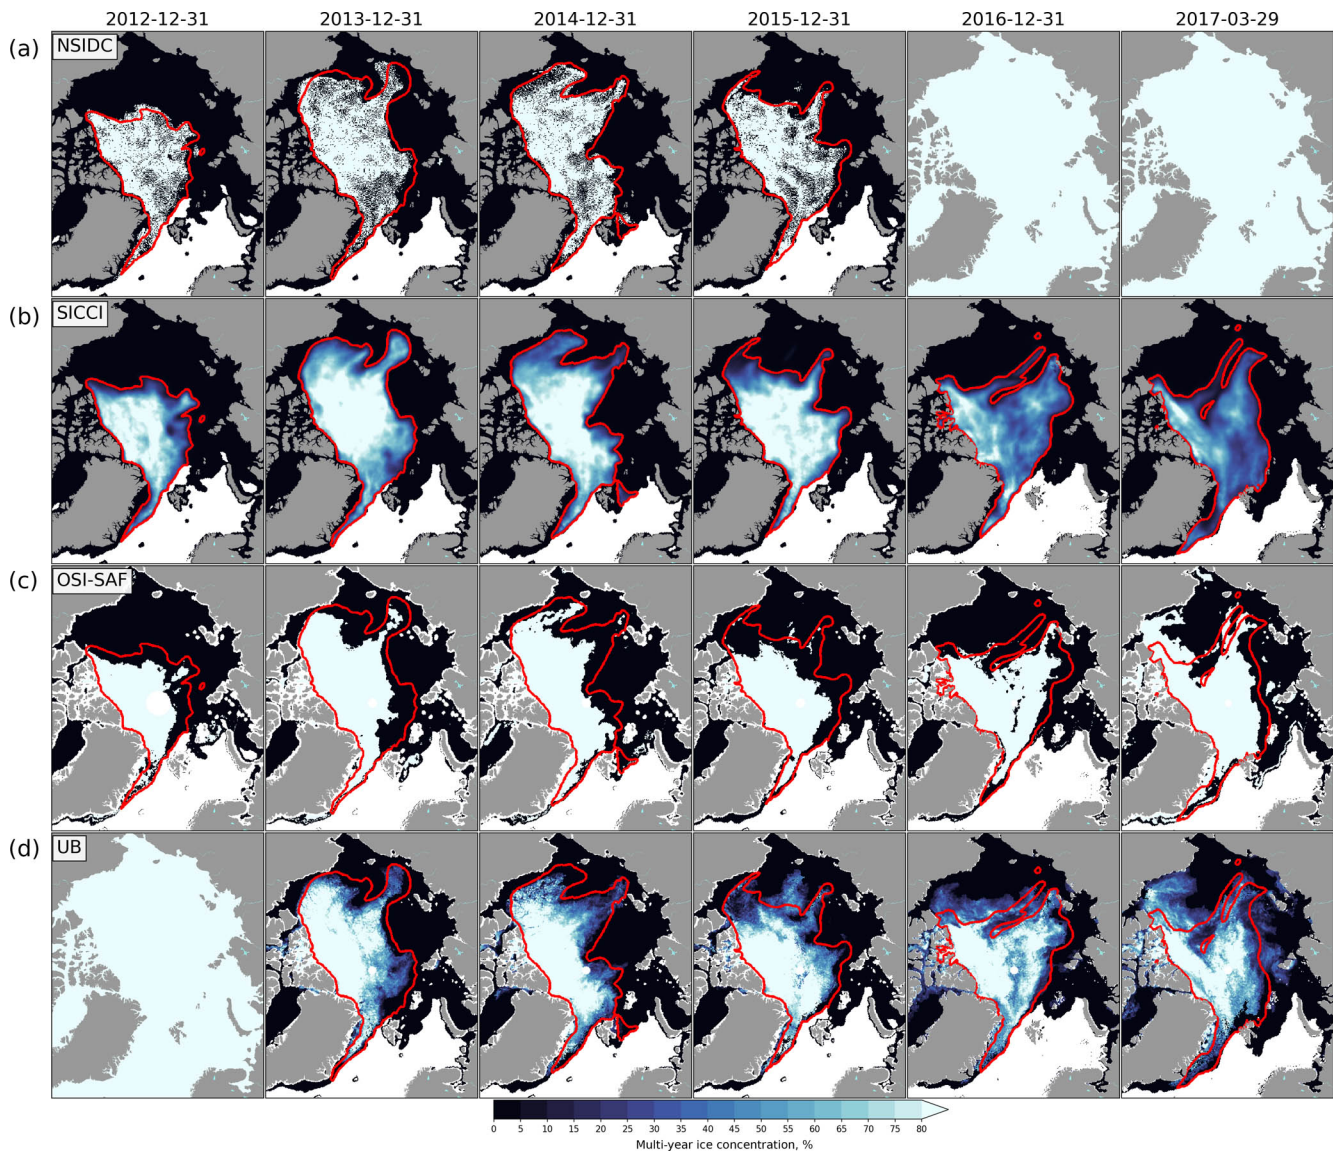 2012-12-31 2013-12-31 2014-12-31 2015-12-31 2016-12-31 2017-03-29
(a) NSIDC
(b) SICCI
(c) OSI-SAF
(d) UB
0 5 10 15 20 25 30 35 40 45 50 55 60 65 70 75 80
Multi-year ice concentration, %